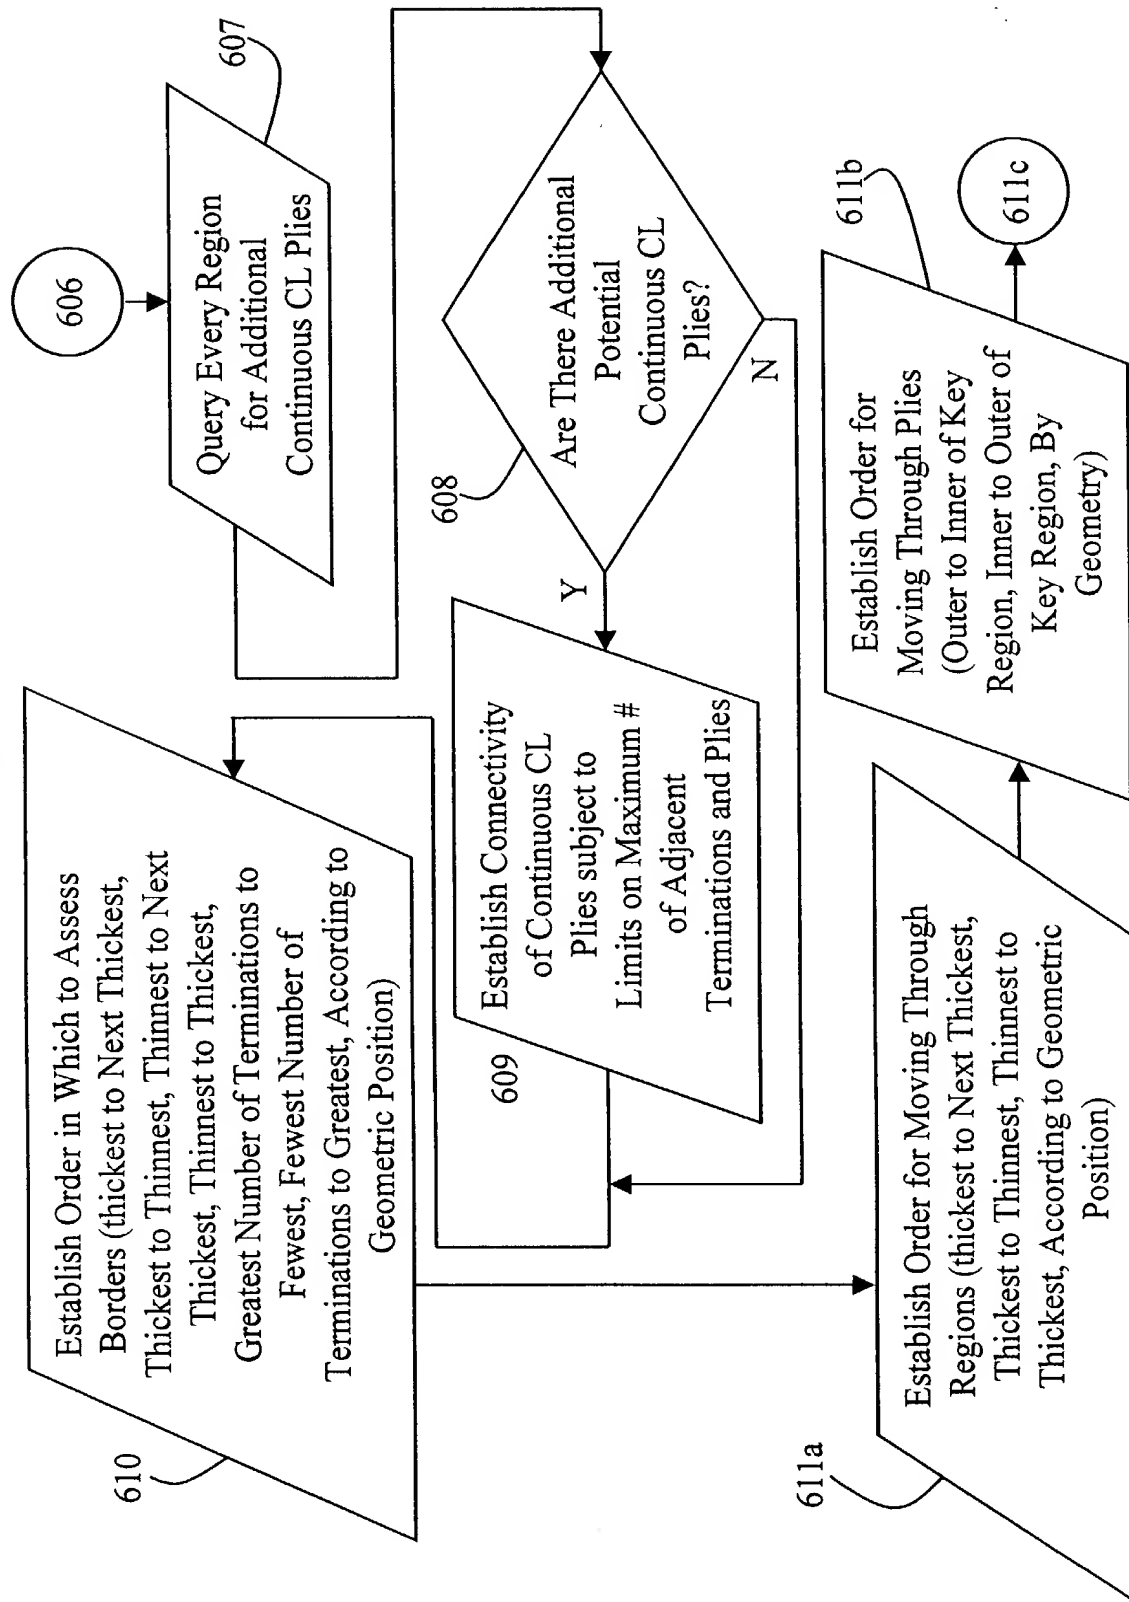 606
607
Query Every Region
for Additional
Continuous CL Plies
608
Are There Additional
Potential
Continuous CL
Plies?
Y
N
609
Establish Connectivity
of Continuous CL
Plies subject to
Limits on Maximum #
of Adjacent
Terminations and Plies
610
Establish Order in Which to Assess
Borders (thickest to Next Thickest,
Thickest to Thinnest, Thinnest to Next
Thickest, Thinnest to Thickest,
Greatest Number of Terminations to
Fewest, Fewest Number of
Terminations to Greatest, According to
Geometric Position)
611a
Establish Order for Moving Through
Regions (thickest to Next Thickest,
Thickest to Thinnest, Thinnest to
Thickest, According to Geometric
Position)
611b
Establish Order for
Moving Through Plies
(Outer to Inner of Key
Region, Inner to Outer of
Key Region, By
Geometry)
611c